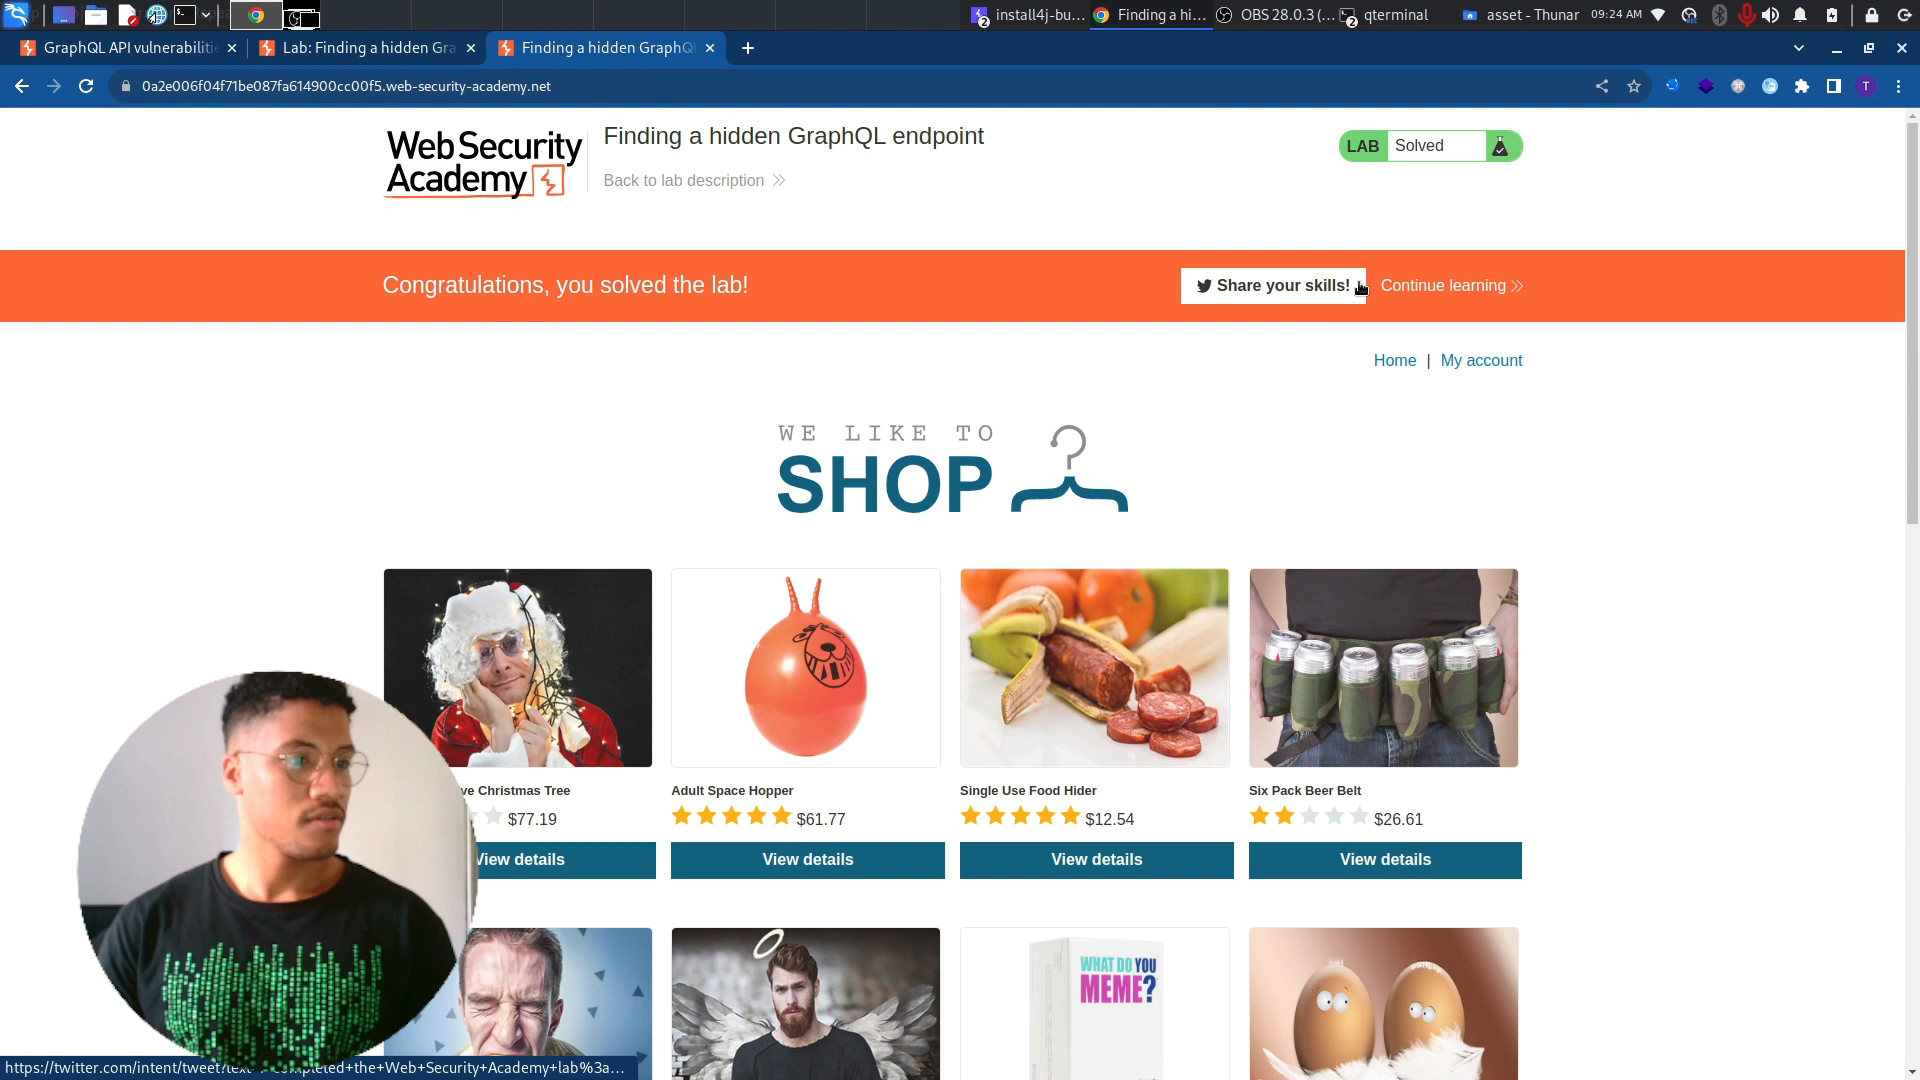 install4j-bu...
Finding a hi...
OBS 28.0.3 (...
qterminal
asset - Thunar
09:24 AM
GraphQL API vulnerabiliti
Lab: Finding a hidden Gra
Finding a hidden GraphQL
0a2e006f04f71be087fa614900cc00f5.web-security-academy.net
Web Security
Academy
Finding a hidden GraphQL endpoint
Back to lab description
LAB
Solved
Congratulations, you solved the lab!
Share your skills!
Continue learning
Home | My account
WE LIKE TO
SHOP
ve Christmas Tree
$77.19
View details
Adult Space Hopper
$61.77
View details
Single Use Food Hider
$12.54
View details
Six Pack Beer Belt
$26.61
View details
WHAT DO YOU
MEME?
https://twitter.com/intent/tweet?text completed+the+Web+Security+Academy+lab%3a...